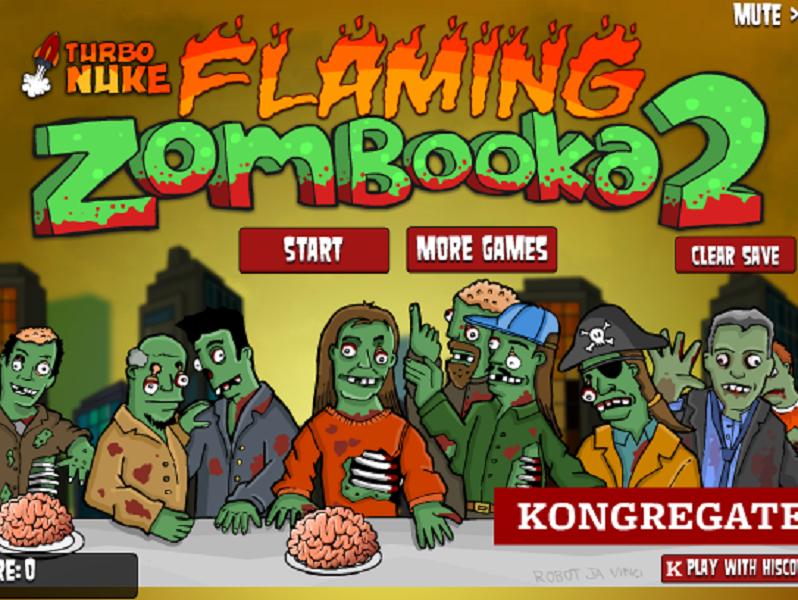 MUTE >
TURBO
NUKE
FLAMING
ZOMBOOKA 2
START
MORE GAMES
CLEAR SAVE
KONGREGATE
RE: 0
ROBOT JA VINCI
K PLAY WITH HISCO